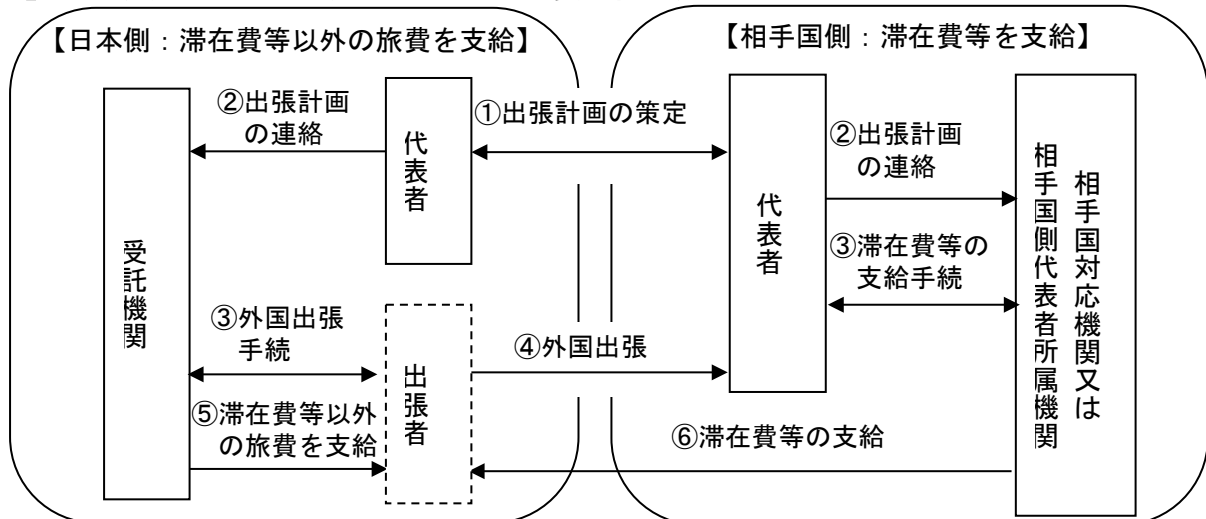 【日本側：滞在費等以外の旅費を支給】
②出張計画
の連絡
代表者
受託機関
③外国出張
手続
出張者
⑤滞在費等以外
の旅費を支給
①出張計画の策定
④外国出張
【相手国側：滞在費等を支給】
代表者
②出張計画
の連絡
③滞在費等の
支給手続
相手国対応機関又は
相手国側代表者所属機関
⑥滞在費等の支給